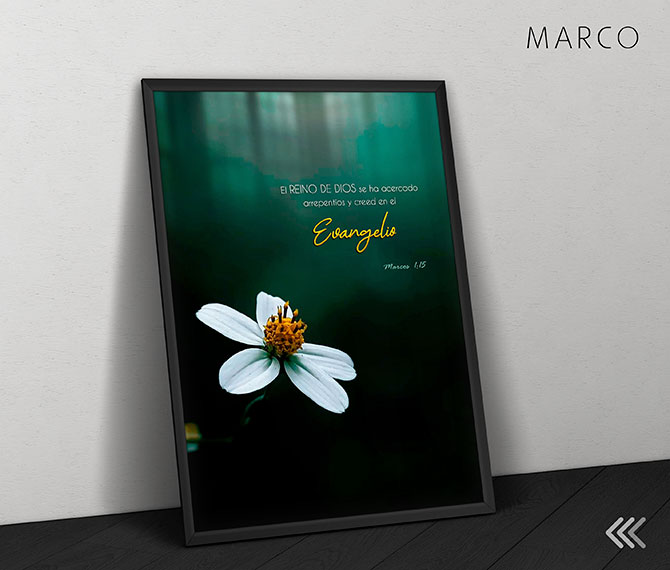 MARCO
El REINO DE DIOS se ha acercado
arrepentíos y creed en el
Evangelio
Marcos 1:15